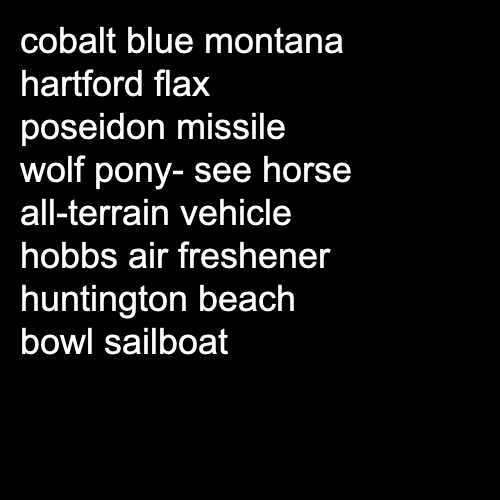 cobalt blue montana
hartford flax
poseidon missile
wolf pony- see horse
all-terrain vehicle
hobbs air freshener
huntington beach
bowl sailboat